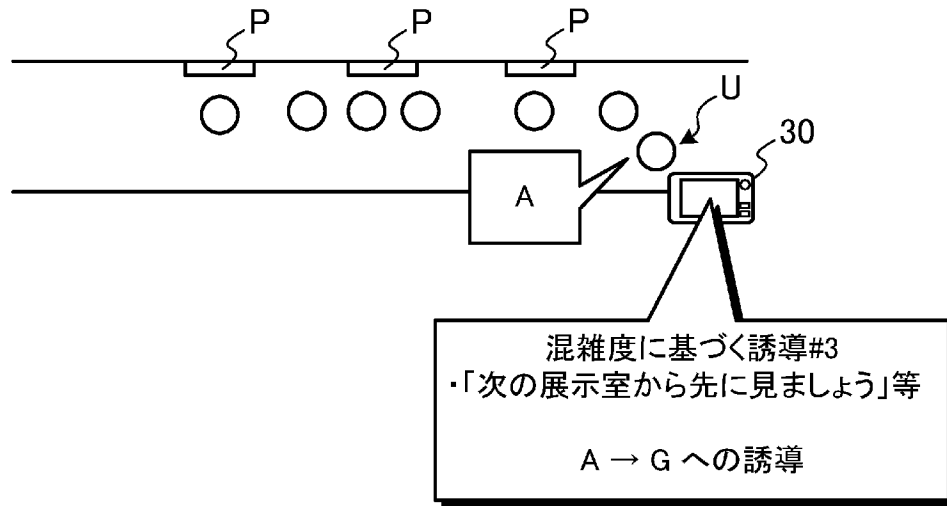 P P P
U
30
A
混雑度に基づく誘導#3
・「次の展示室から先に見ましょう」等
A → G への誘導